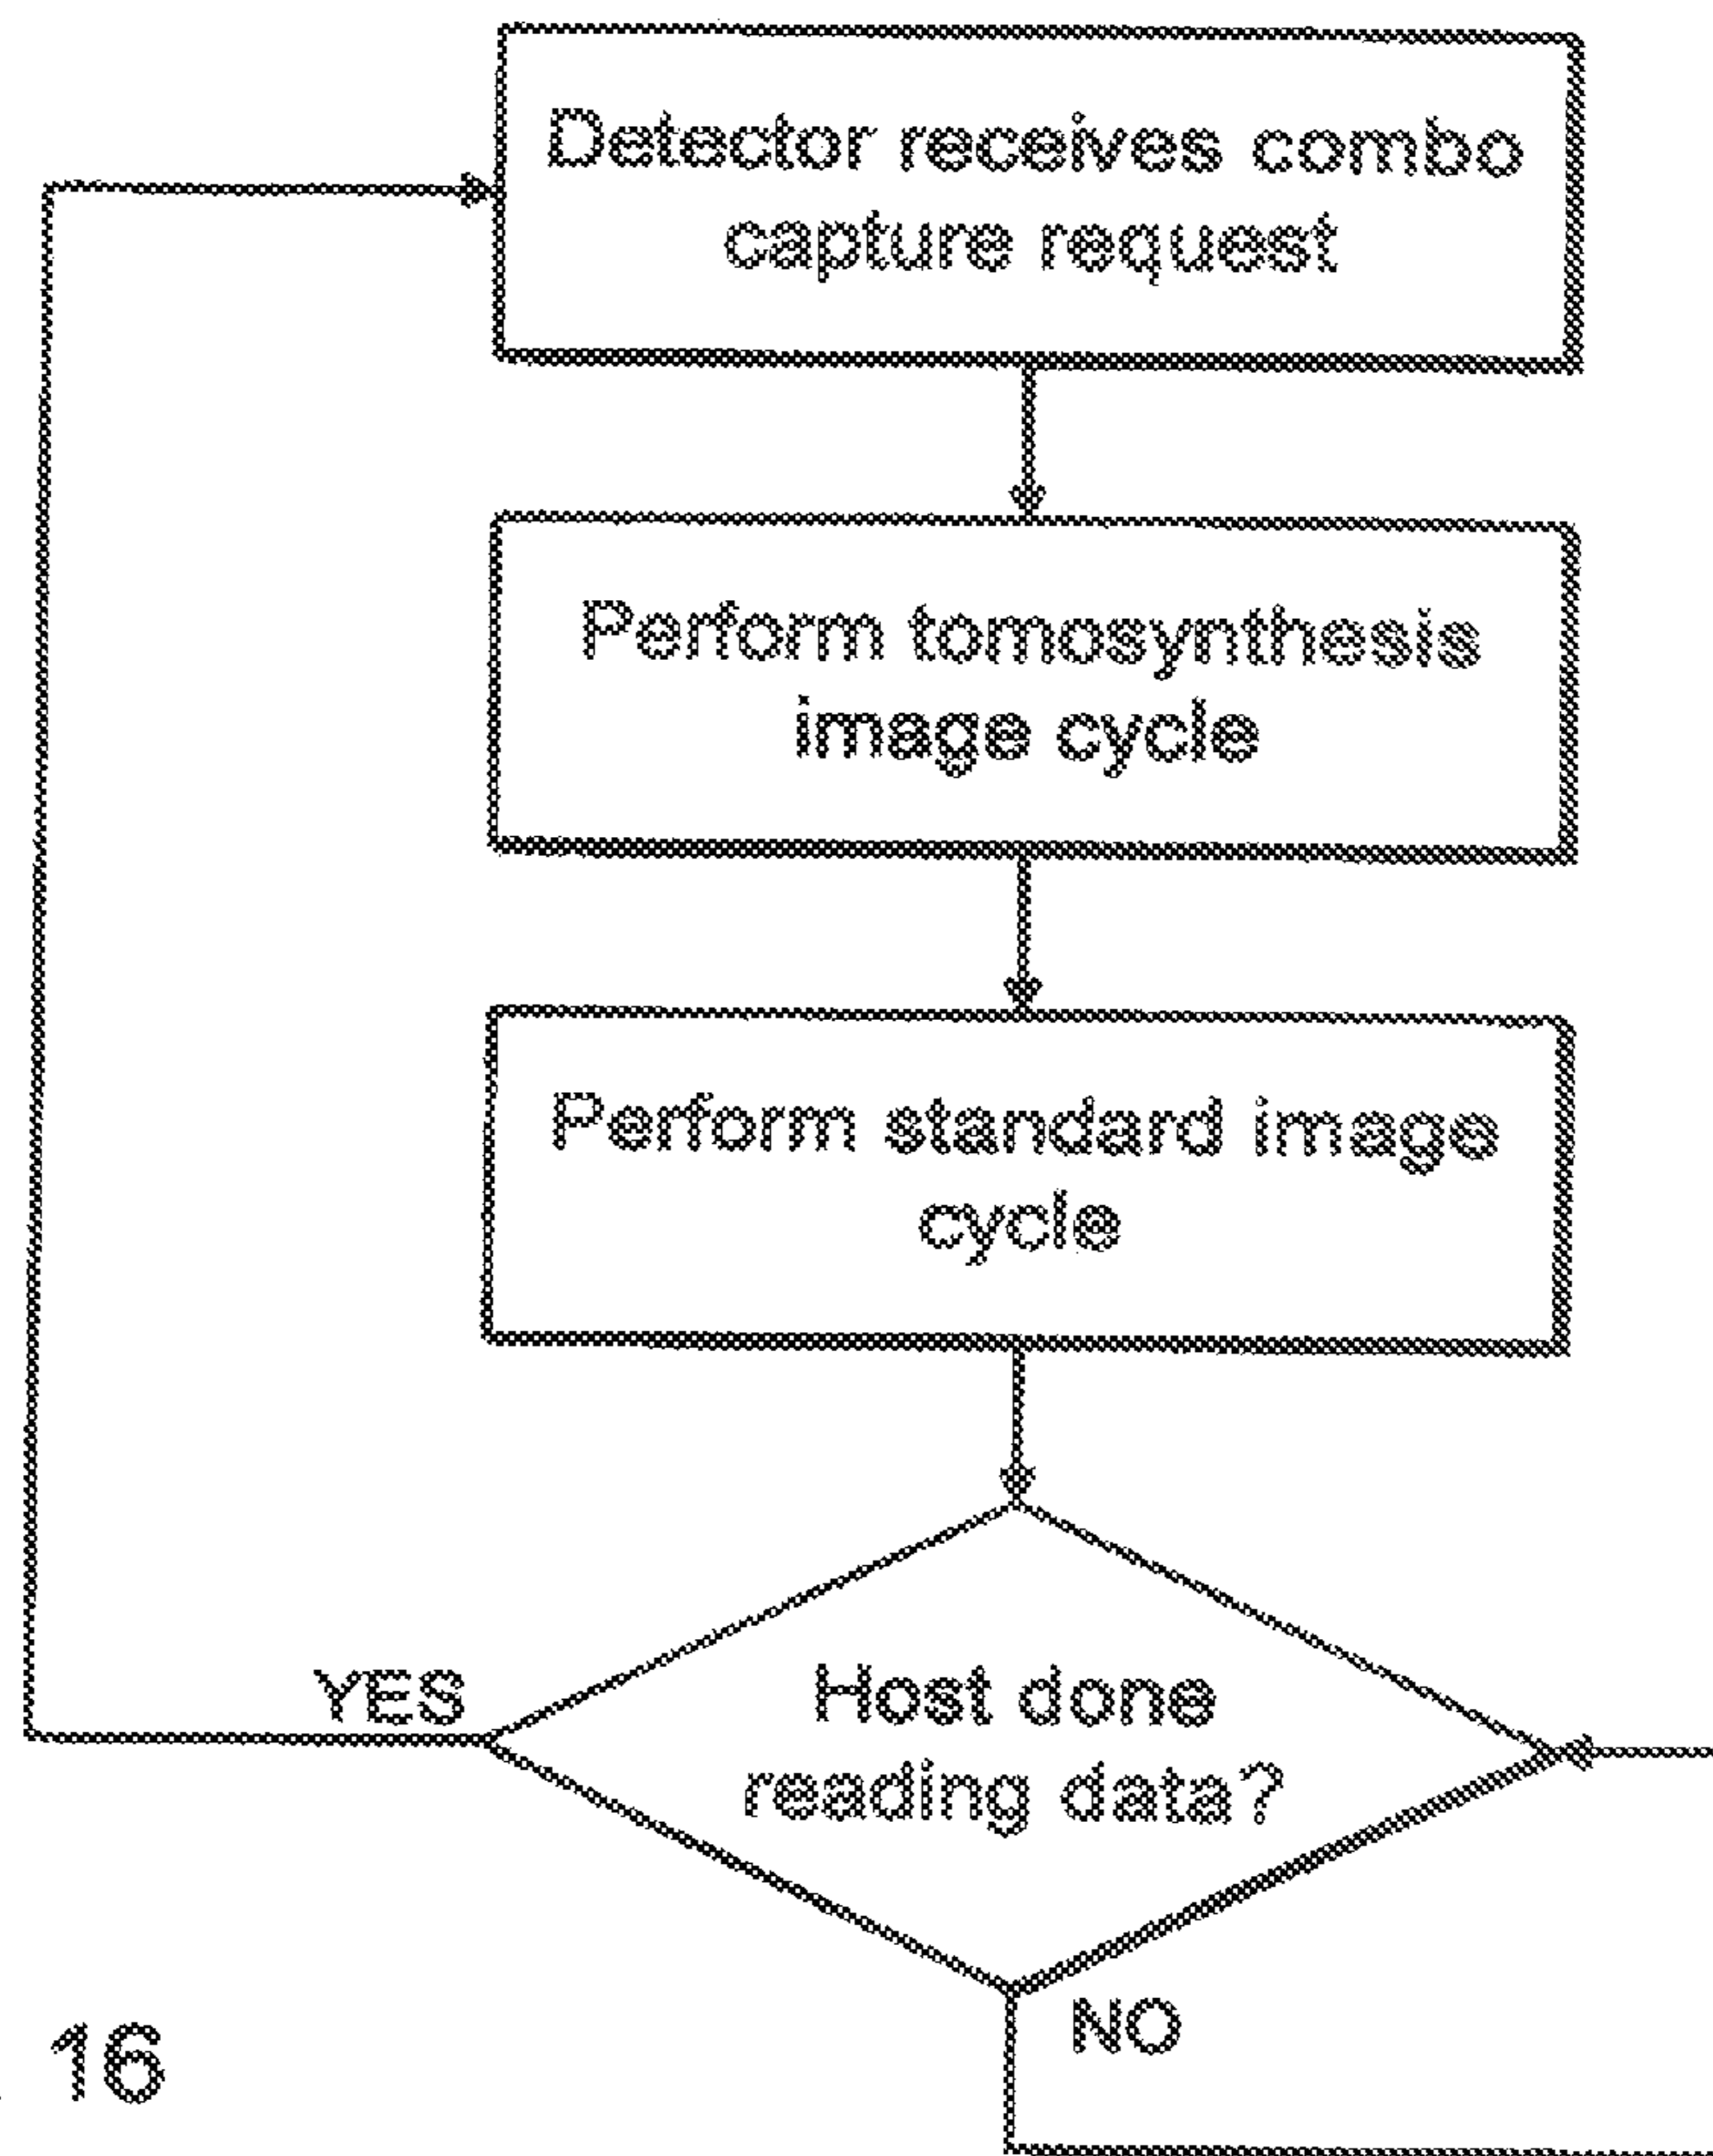 Detector receives combo
capture request
Perform tomosynthesis
image cycle
Perform standard image
cycle
YES
Host done
reading data?
NO
16